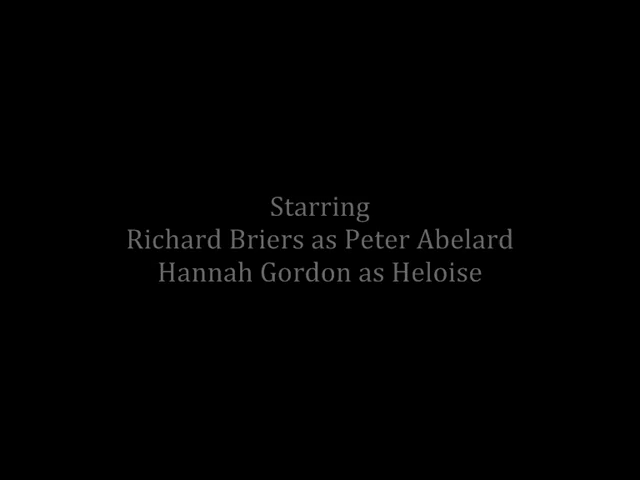 Starring
Richard Briers as Peter Abelard
Hannah Gordon as Heloise